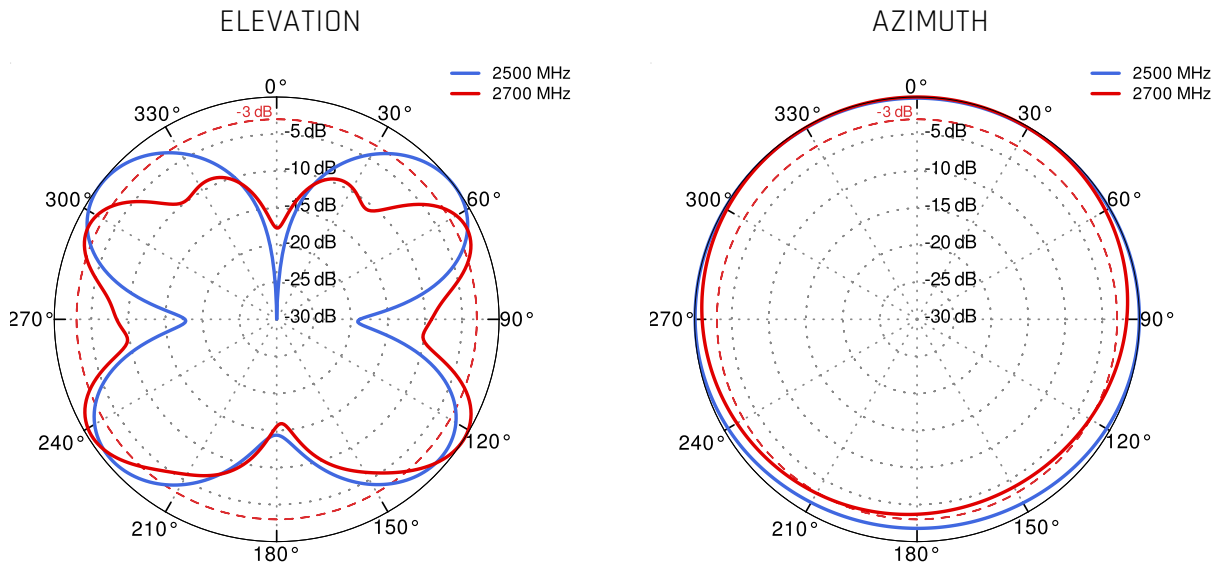 ELEVATION
2500 MHz
2700 MHz
0°
-3 dB
330°
30°
-5 dB
-10 dB
300°
60°
-15 dB
-20 dB
-25 dB
270°
-30 dB
90°
240°
120°
210°
150°
180°
AZIMUTH
2500 MHz
2700 MHz
0°
-3 dB
330°
30°
-5 dB
-10 dB
300°
60°
-15 dB
-20 dB
-25 dB
270°
-30 dB
90°
240°
120°
210°
150°
180°